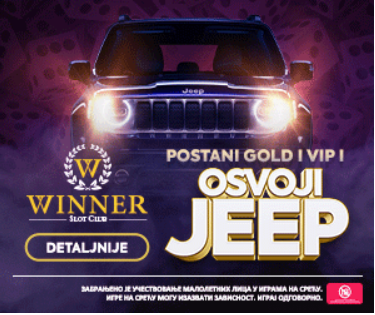 Jeep
POSTANI GOLD I VIP I
OSVOJI
JEEP
W
WINNER
SLOT CLUB
DETALJNIJE
ЗАБРАЊЕНО ЈЕ УЧЕСТВОВАЊЕ МАЛОЛЕТНИХ ЛИЦА У ИГРАМА НА СРЕЋУ.
ИГРЕ НА СРЕЋУ МОГУ ИЗАЗВАТИ ЗАВИСНОСТ. ИГРАЈ ОДГОВОРНО.